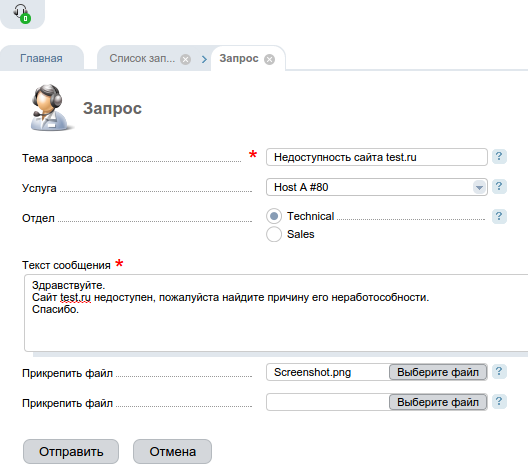 0
Главная
Список зап...
Запрос
Запрос
Тема запроса * Недоступность сайта test.ru ?
Услуга Host A #80 ?
Отдел Technical ?
Sales
Текст сообщения *
Здравствуйте.
Сайт test.ru недоступен, пожалуйста найдите причину его неработособности.
Спасибо.
Прикрепить файл Screenshot.png Выберите файл ?
Прикрепить файл Выберите файл ?
Отправить Отмена